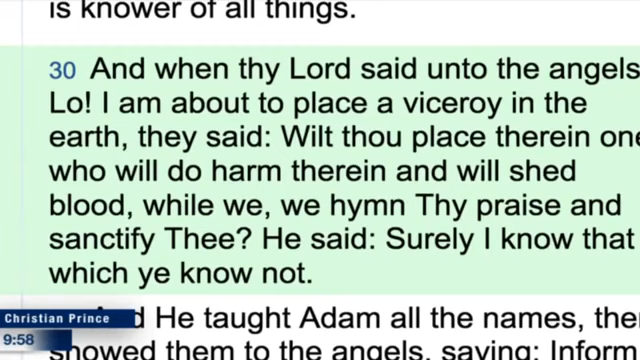 is knower of all things.
30 And when thy Lord said unto the angels
Lo! I am about to place a viceroy in the
earth, they said: Wilt thou place therein one
who will do harm therein and will shed
blood, while we, we hymn Thy praise and
sanctify Thee? He said: Surely I know that
which ye know not.
Christian Prince
He taught Adam all the names, then
9:58
showed them to the angels, saying: Inform